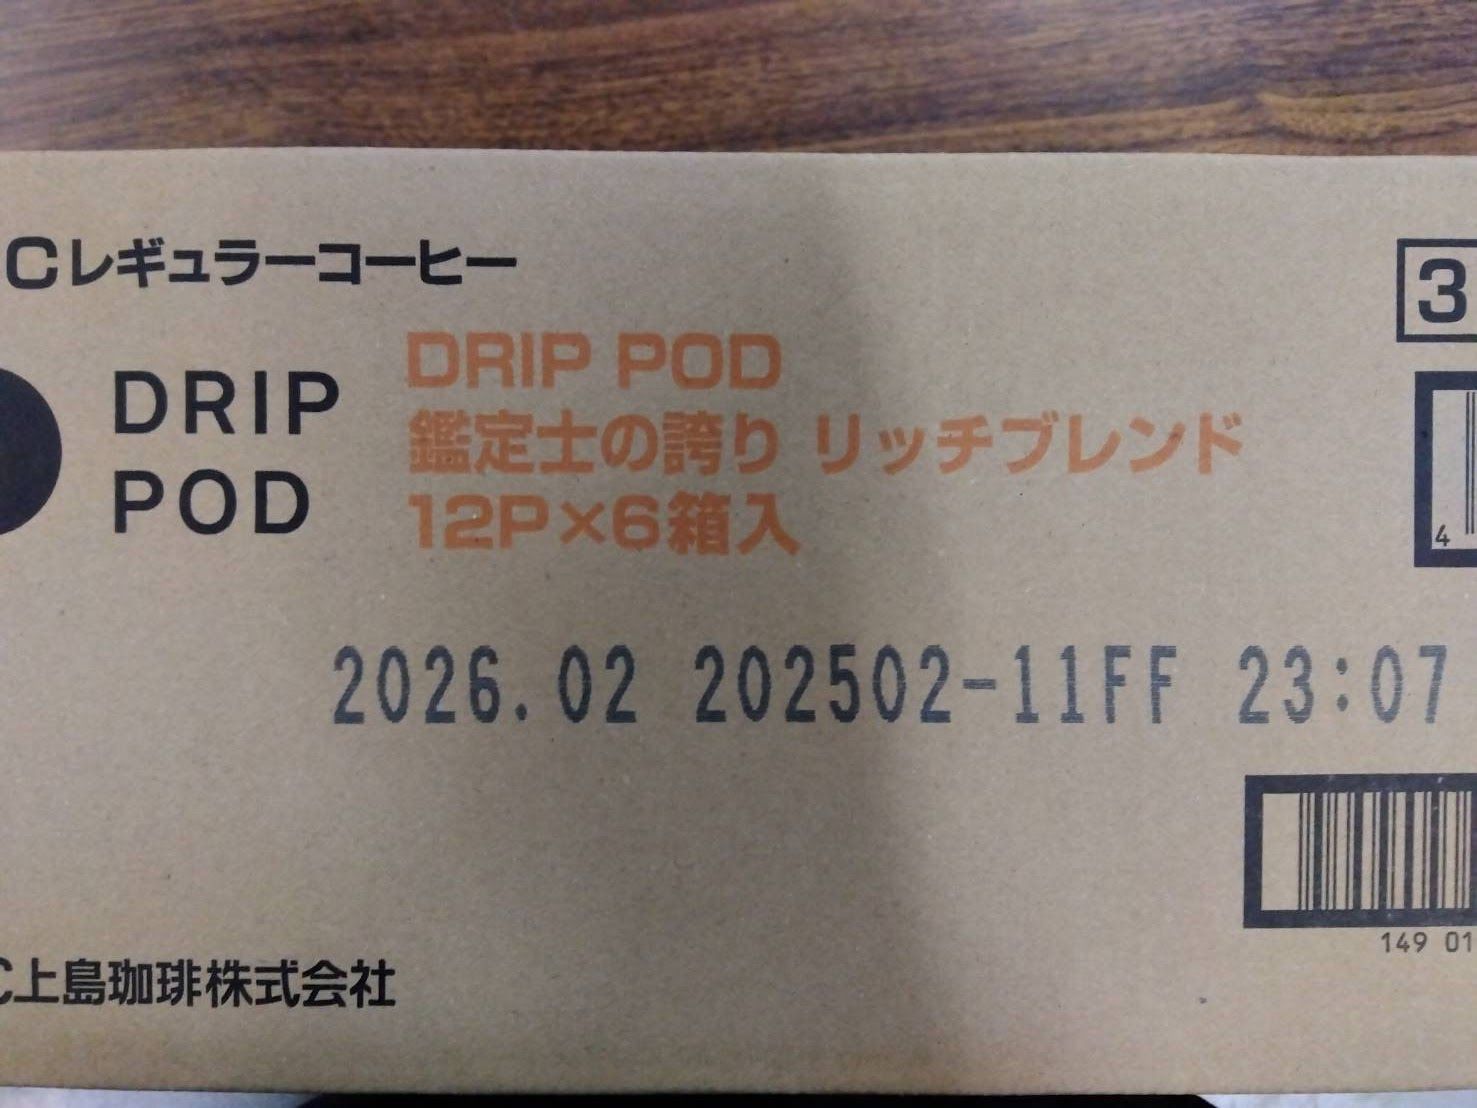 Cレギュラーコーヒー
3
DRIP
POD
DRIP POD
鑑定士の誇り リッチブレンド
12P×6箱入
4
2026.02 202502-11FF 23:07
149 01
C上島珈琲株式会社